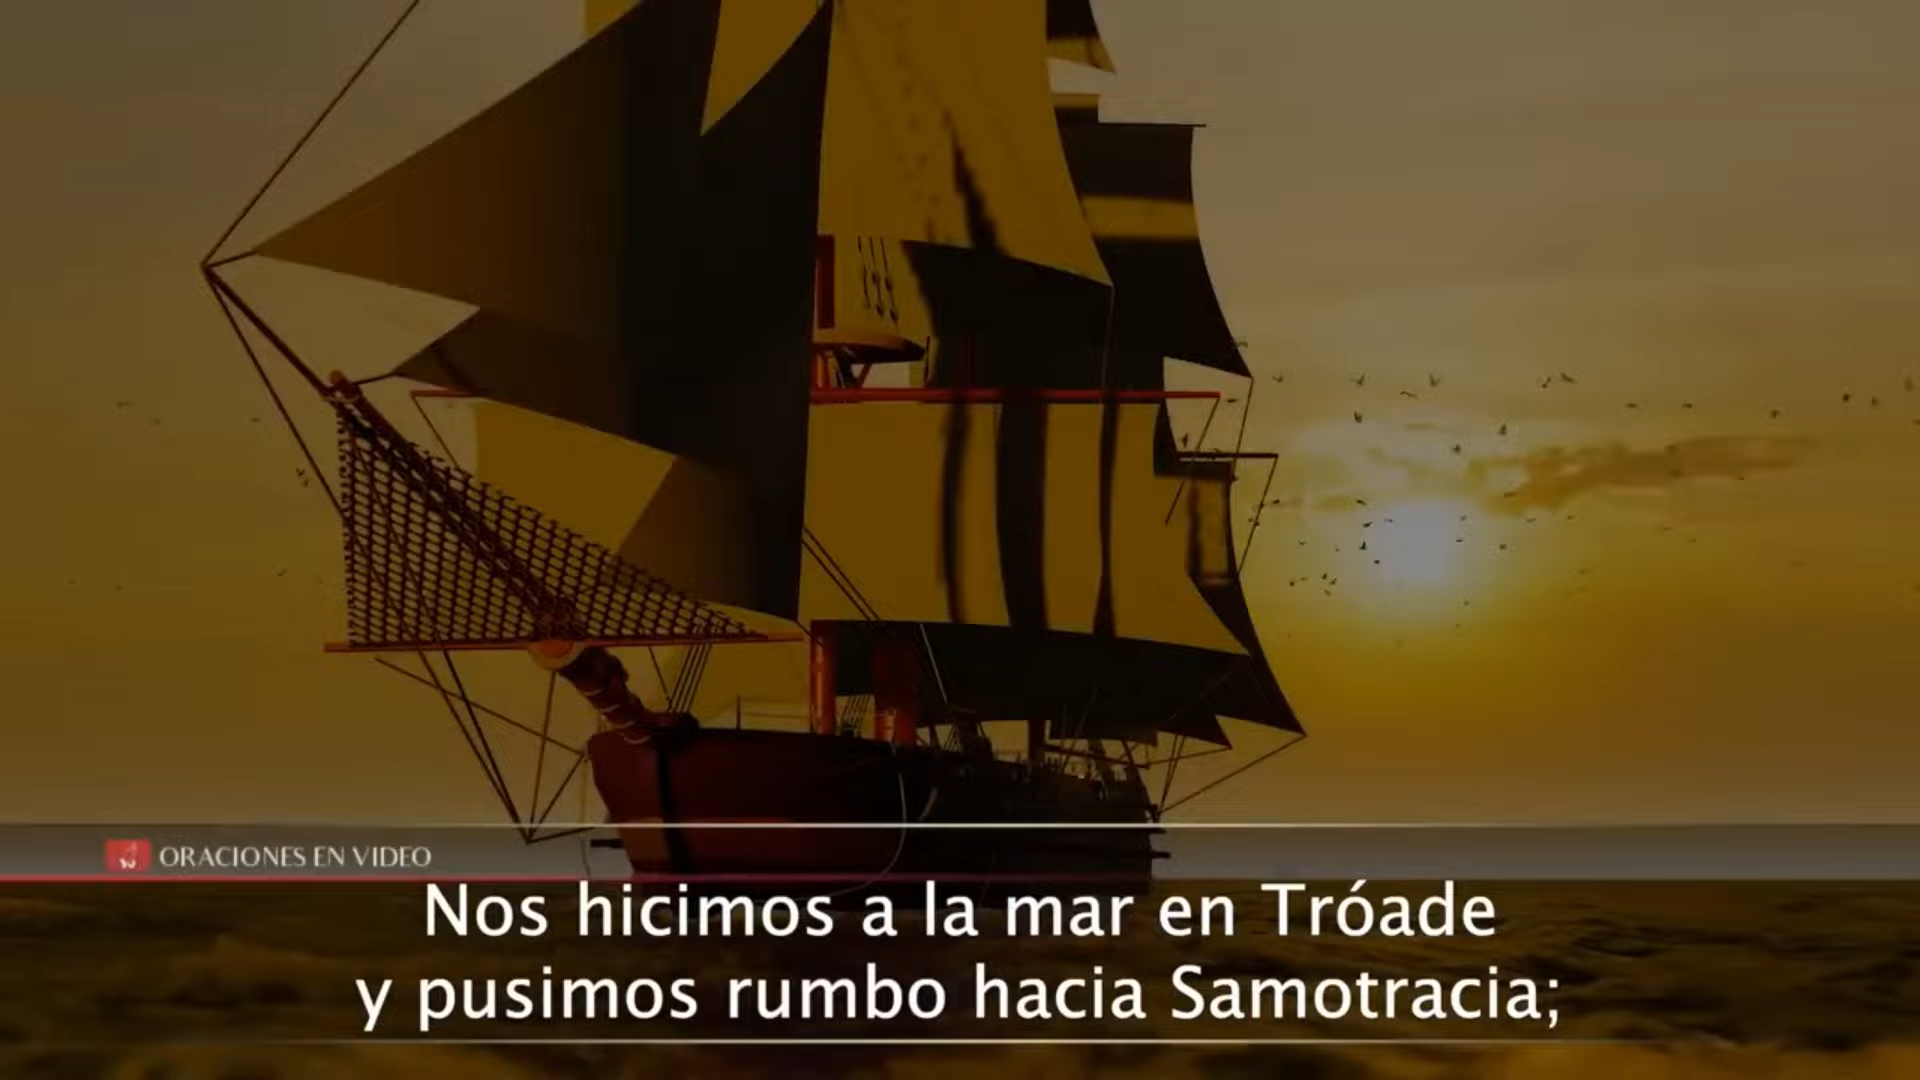 ORACIONES EN VIDEO
Nos hicimos a la mar en Tróade
y pusimos rumbo hacia Samotracia;